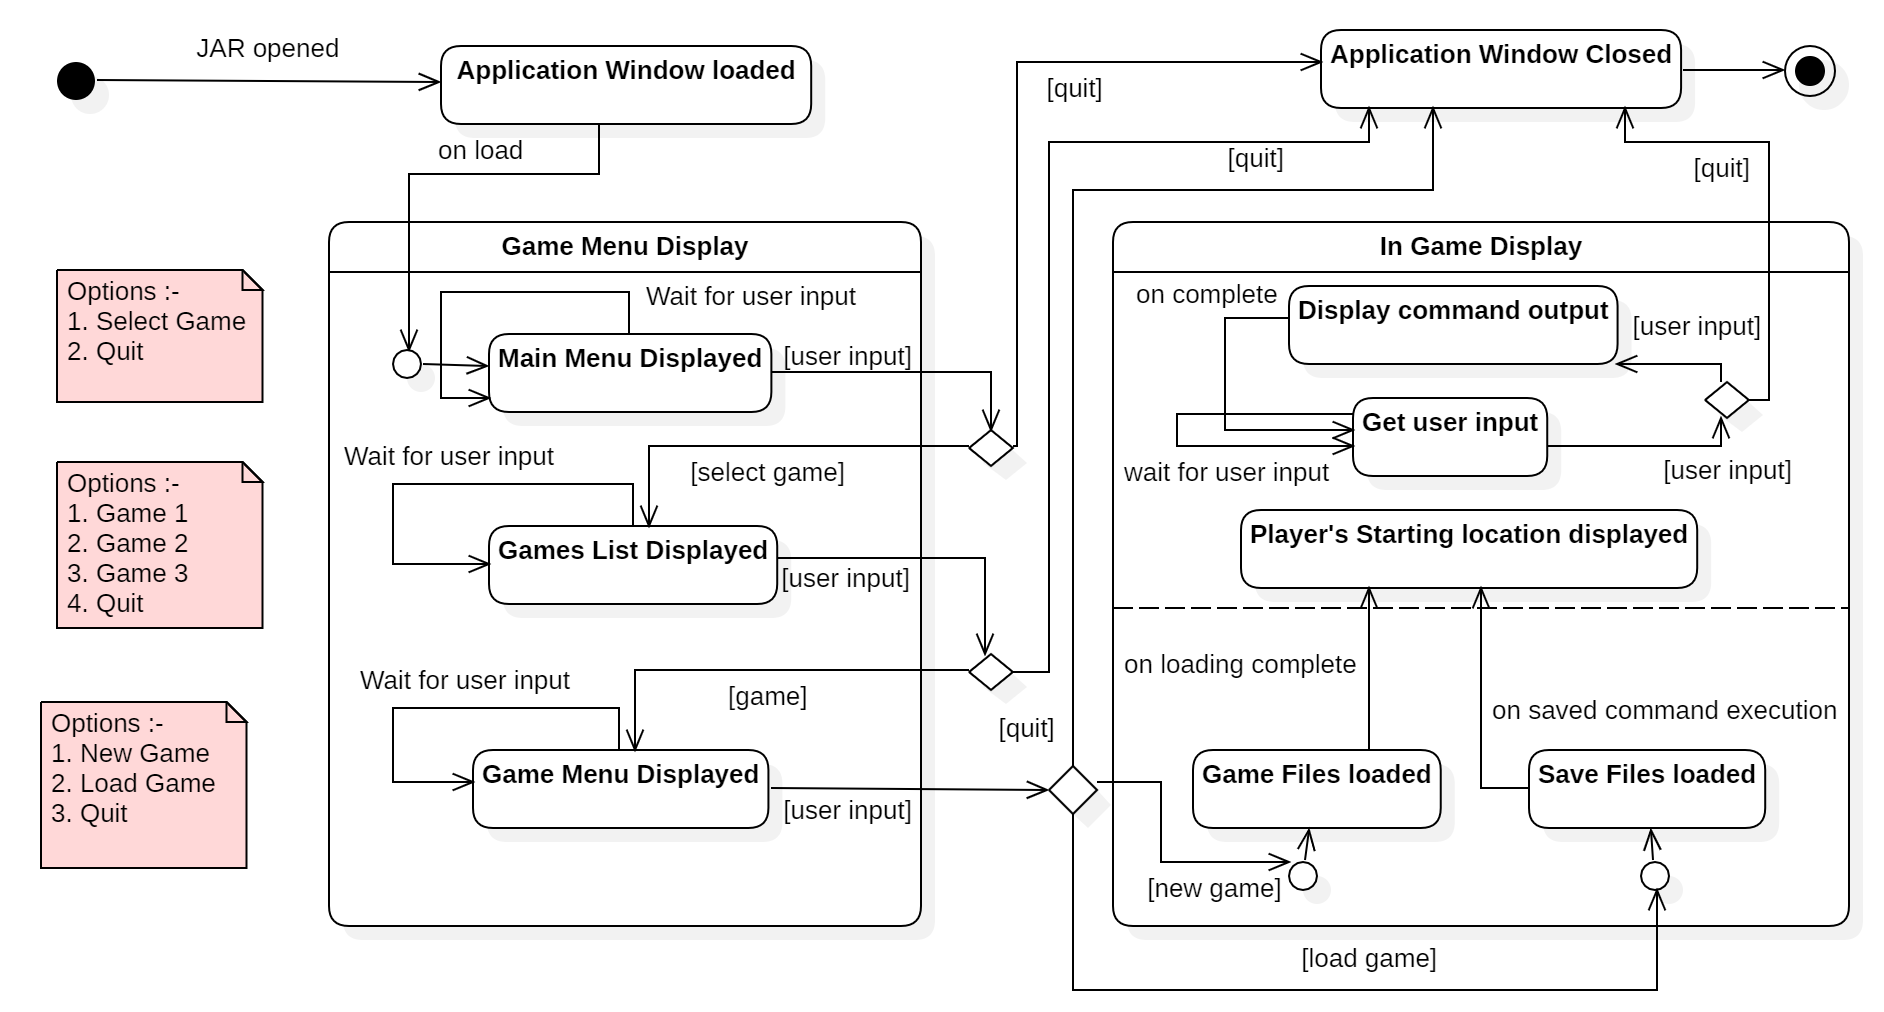 JAR opened
Application Window loaded
on load
Application Window Closed
[quit]
[quit]
[quit]
Game Menu Display
Wait for user input
Main Menu Displayed
[user input]
Wait for user input
[select game]
Games List Displayed
[user input]
Wait for user input
[game]
Game Menu Displayed
[user input]
[quit]
Options :-
1. Select Game
2. Quit
Options :-
1. Game 1
2. Game 2
3. Game 3
4. Quit
Options :-
1. New Game
2. Load Game
3. Quit
In Game Display
on complete
Display command output
[user input]
Get user input
wait for user input
[user input]
Player's Starting location displayed
on loading complete
on saved command execution
Game Files loaded
Save Files loaded
[new game]
[load game]